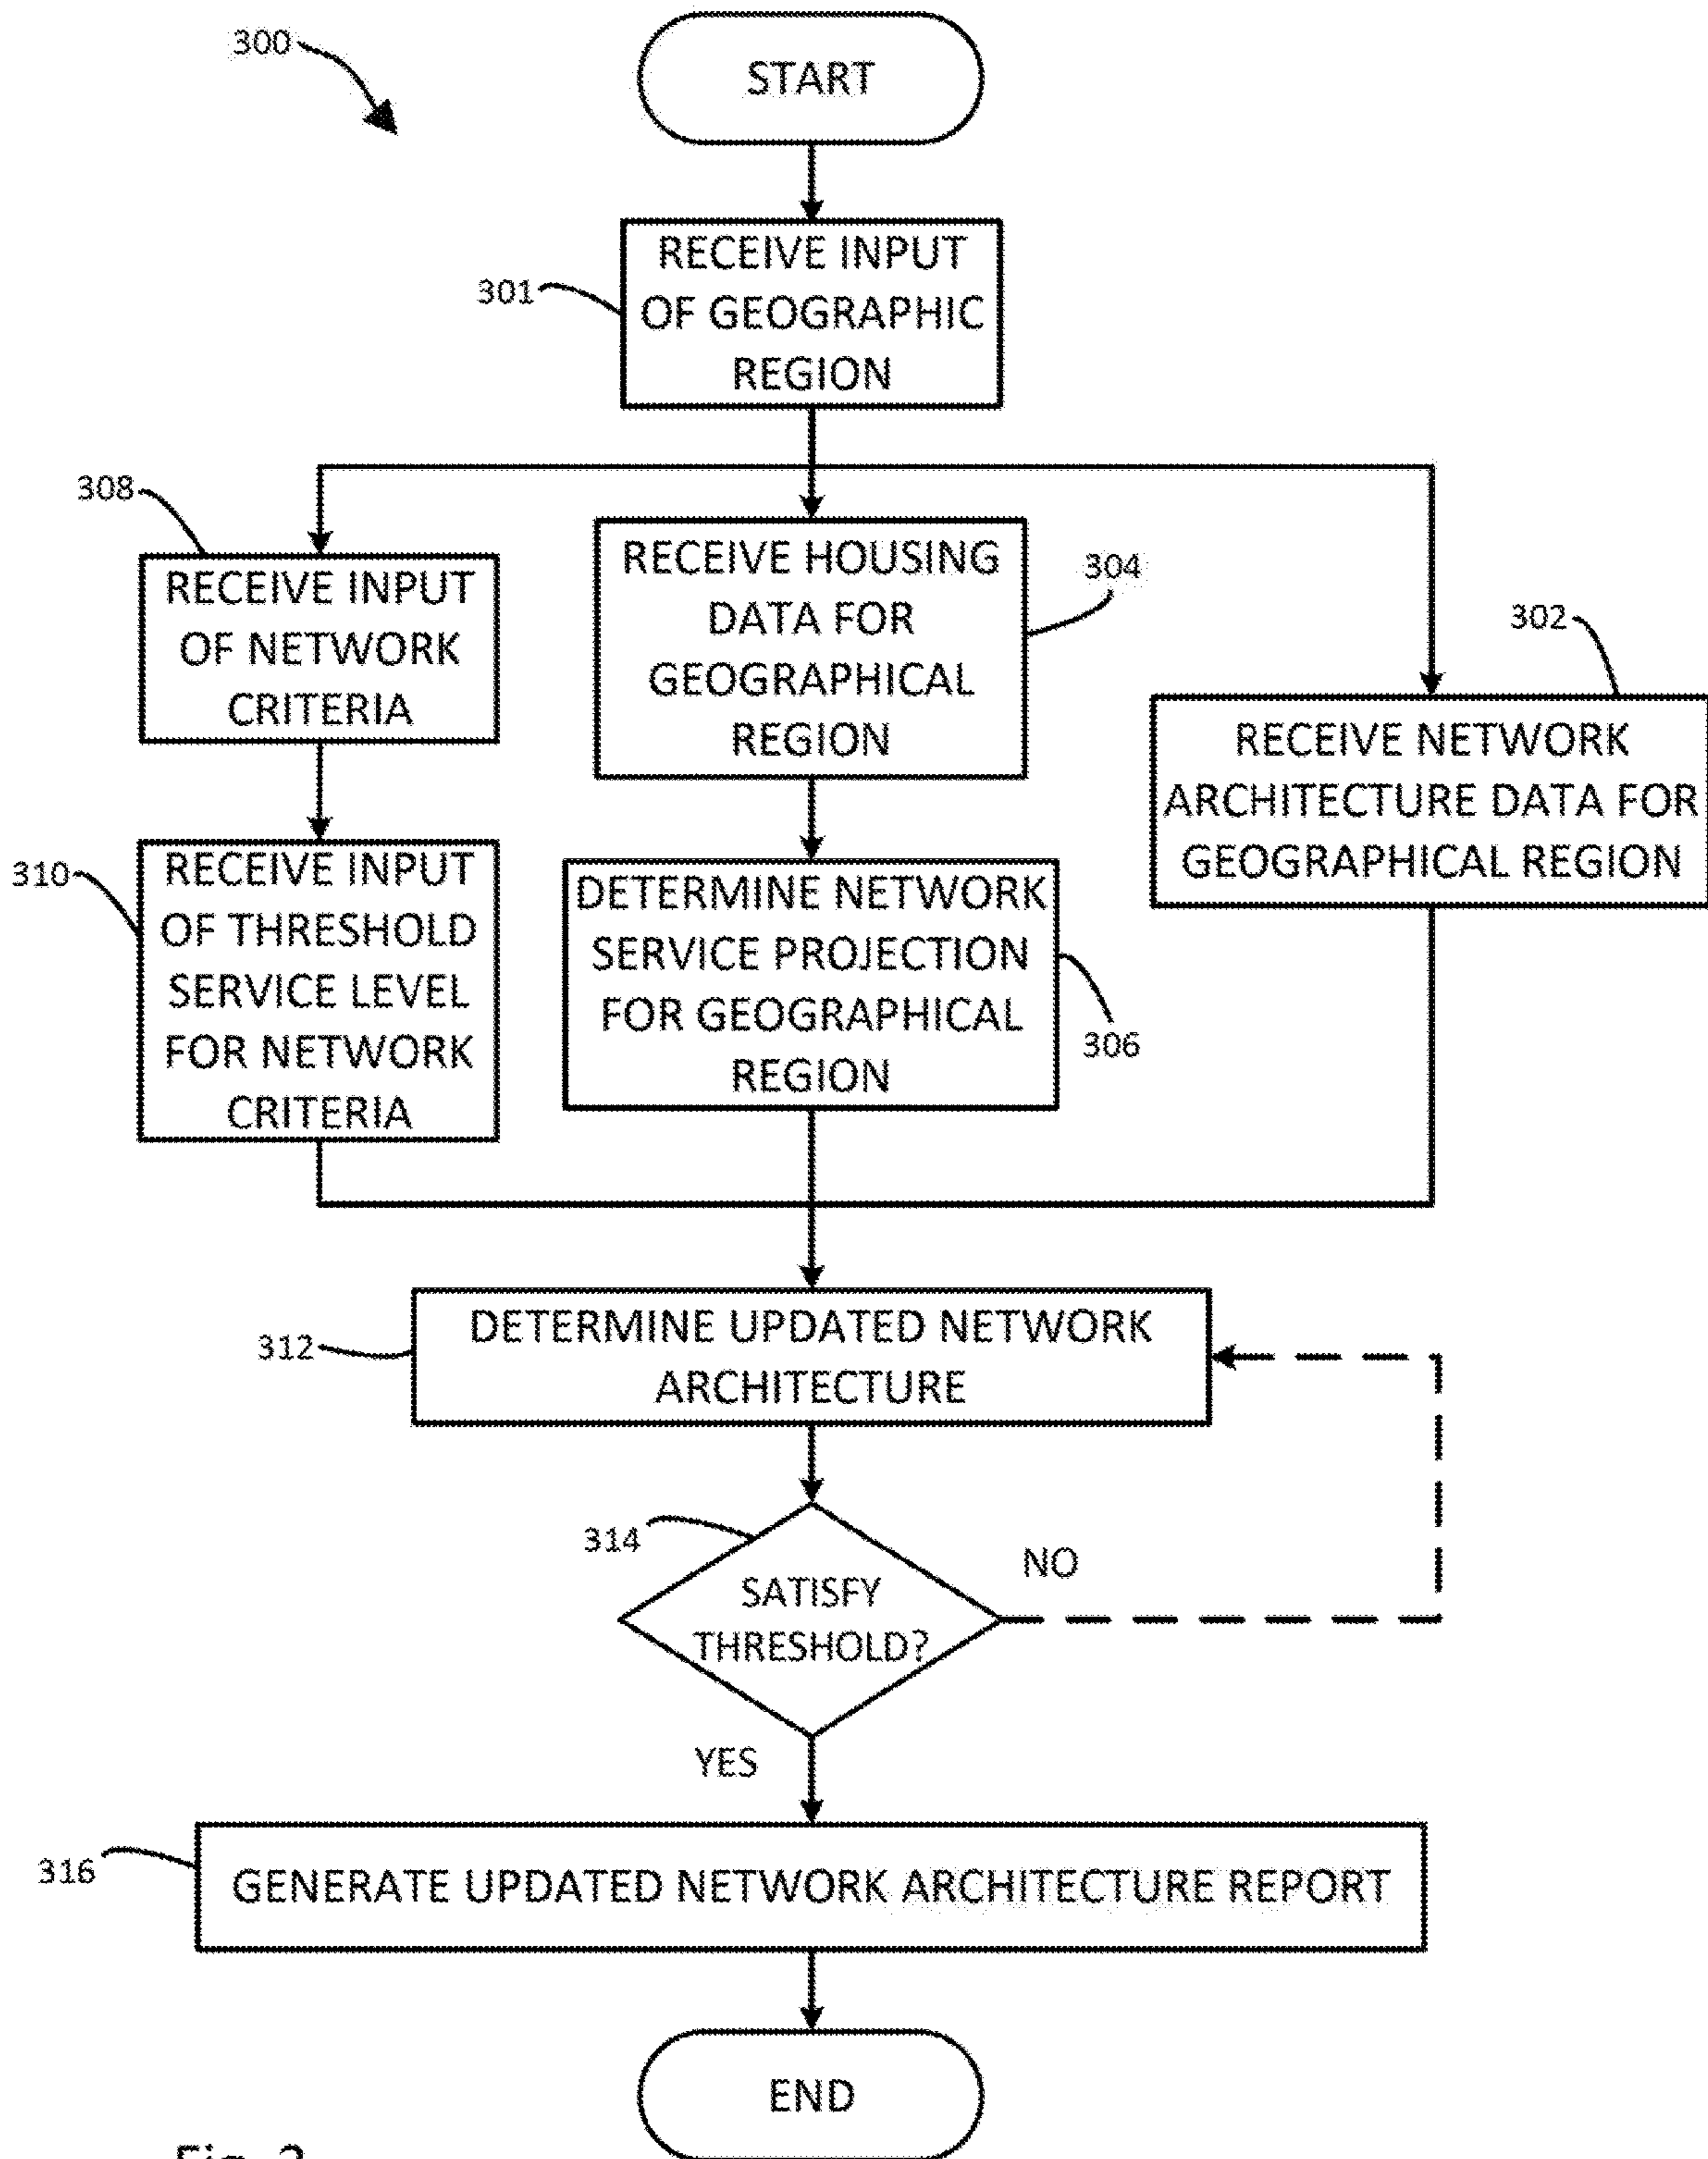 300
START
301
RECEIVE INPUT
OF GEOGRAPHIC
REGION
308
RECEIVE INPUT
OF NETWORK
CRITERIA
RECEIVE HOUSING
DATA FOR
GEOGRAPHICAL
REGION
304
302
RECEIVE NETWORK
ARCHITECTURE DATA FOR
GEOGRAPHICAL REGION
310
RECEIVE INPUT
OF THRESHOLD
SERVICE LEVEL
FOR NETWORK
CRITERIA
DETERMINE NETWORK
SERVICE PROJECTION
FOR GEOGRAPHICAL
REGION
306
312
DETERMINE UPDATED NETWORK
ARCHITECTURE
314
SATISFY
THRESHOLD?
NO
YES
316
GENERATE UPDATED NETWORK ARCHITECTURE REPORT
END
Fig.